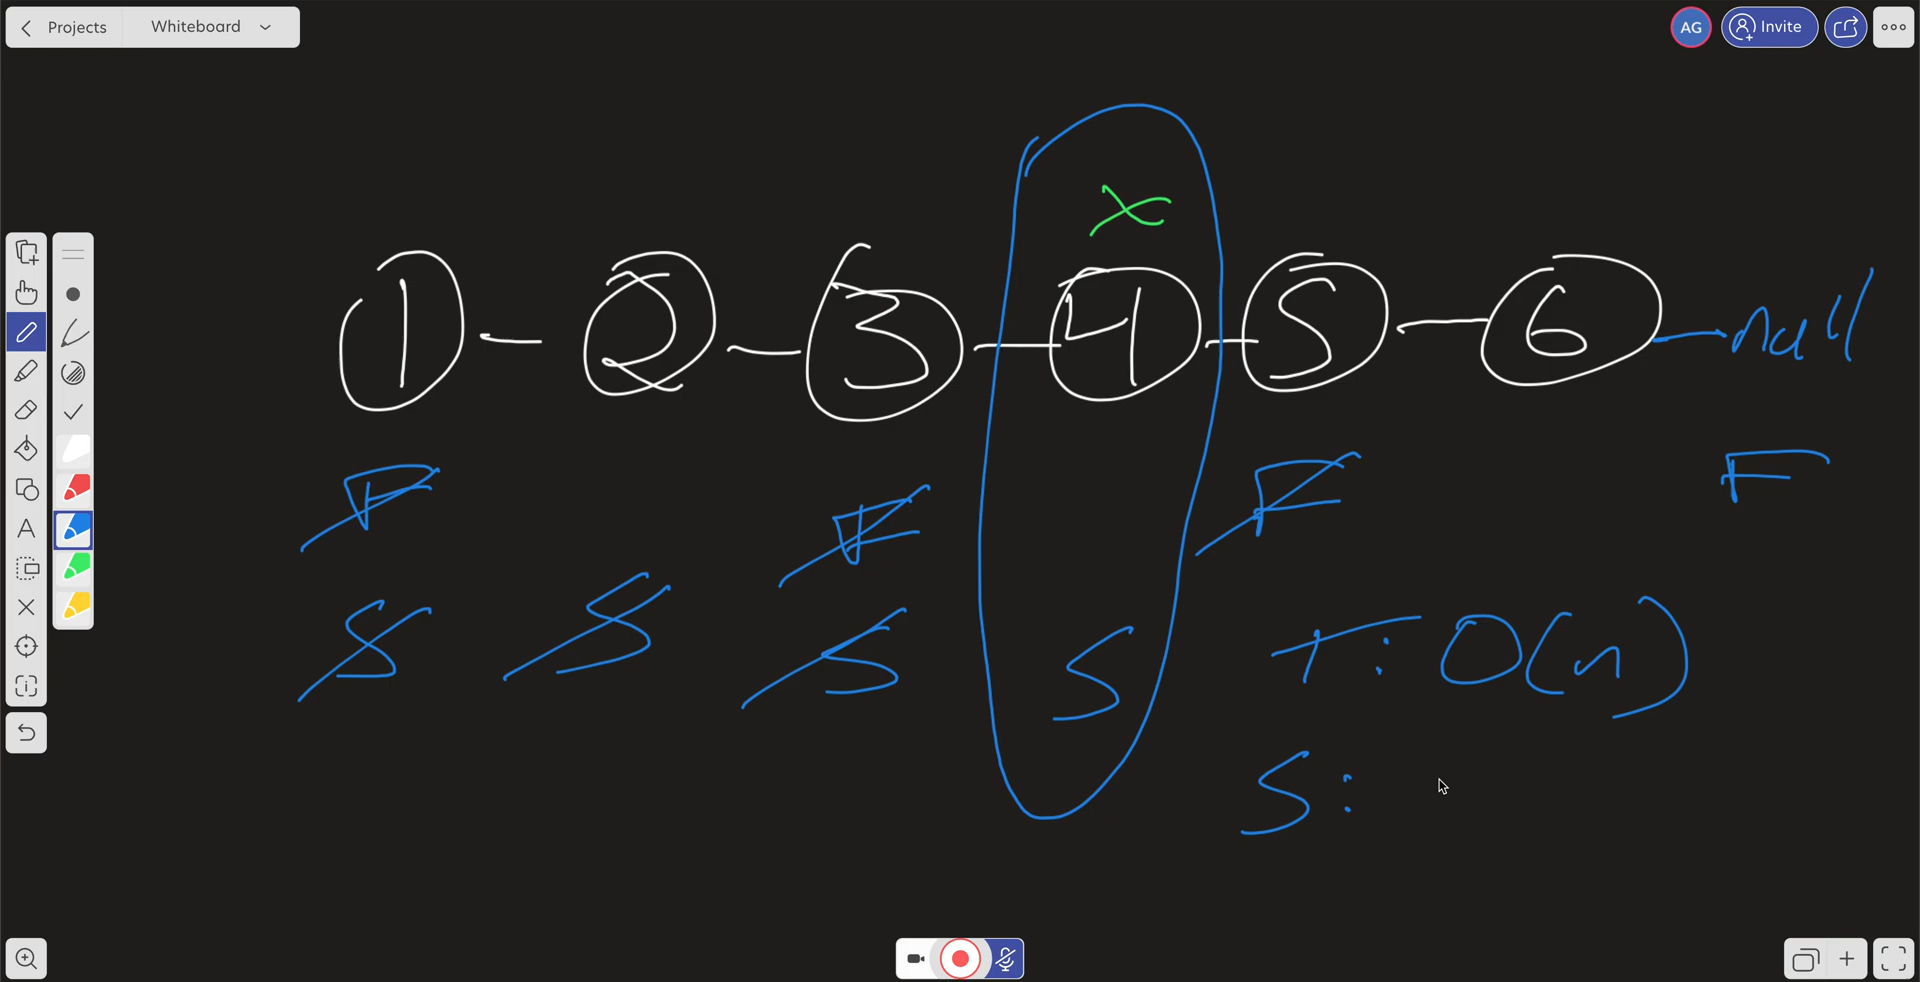 Projects Whiteboard
AG Invite
x
1 - 2 - 3 - 4 - 5 - 6 - null
F F F F
S S S S
T: O(n)
S:
A